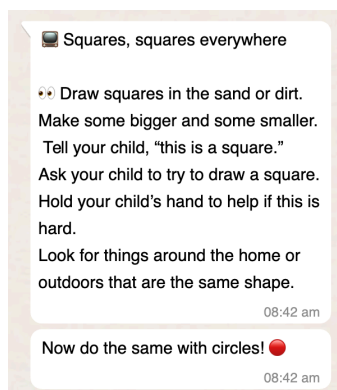 📺 Squares, squares everywhere
👀 Draw squares in the sand or dirt.
Make some bigger and some smaller.
Tell your child, “this is a square.”
Ask your child to try to draw a square.
Hold your child’s hand to help if this is
hard.
Look for things around the home or
outdoors that are the same shape.
08:42 am
Now do the same with circles! 🔴
08:42 am